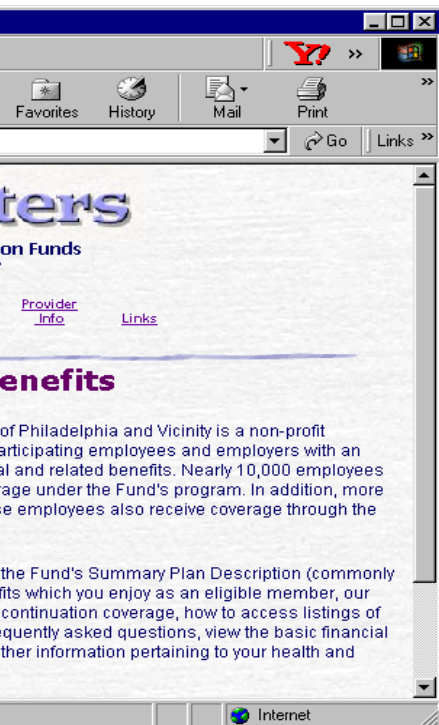 Y! »
Favorites History Mail Print »
Go Links »
ters
on Funds
Provider
Info Links
enefits
of Philadelphia and Vicinity is a non-profit
articipating employees and employers with an
al and related benefits. Nearly 10,000 employees
rage under the Fund's program. In addition, more
se employees also receive coverage through the
the Fund's Summary Plan Description (commonly
fits which you enjoy as an eligible member, our
continuation coverage, how to access listings of
equently asked questions, view the basic financial
ther information pertaining to your health and
Internet